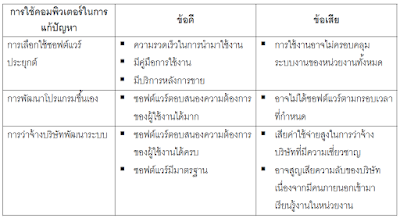 การใช้คอมพิวเตอร์ในการ
แก้ปัญหา
ข้อดี
ข้อเสีย
การเลือกใช้ซอฟต์แวร์
ประยุกต์
ความรวดเร็วในการนำมาใช้งาน
มีคู่มือการใช้งาน
มีบริการหลังการขาย
การใช้งานอาจไม่ครอบคลุม
ระบบงานของหน่วยงานทั้งหมด
การพัฒนาโปรแกรมขึ้นเอง
ซอฟต์แวร์ตอบสนองความต้องการ
ของผู้ใช้งานได้มาก
อาจไม่ได้ซอฟต์แวร์ตามกรอบเวลา
ที่กำหนด
การว่าจ้างบริษัทพัฒนาระบบ
ซอฟต์แวร์ตอบสนองความต้องการ
ของผู้ใช้งานได้ครบ
ซอฟต์แวร์มีมาตรฐาน
เสียค่าใช้จ่ายสูงในการว่าจ้าง
บริษัทที่มีความเชี่ยวชาญ
อาจสูญเสียความลับของบริษัท
เนื่องจากมีคนภายนอกเข้ามา
เรียนรู้งานในหน่วยงาน